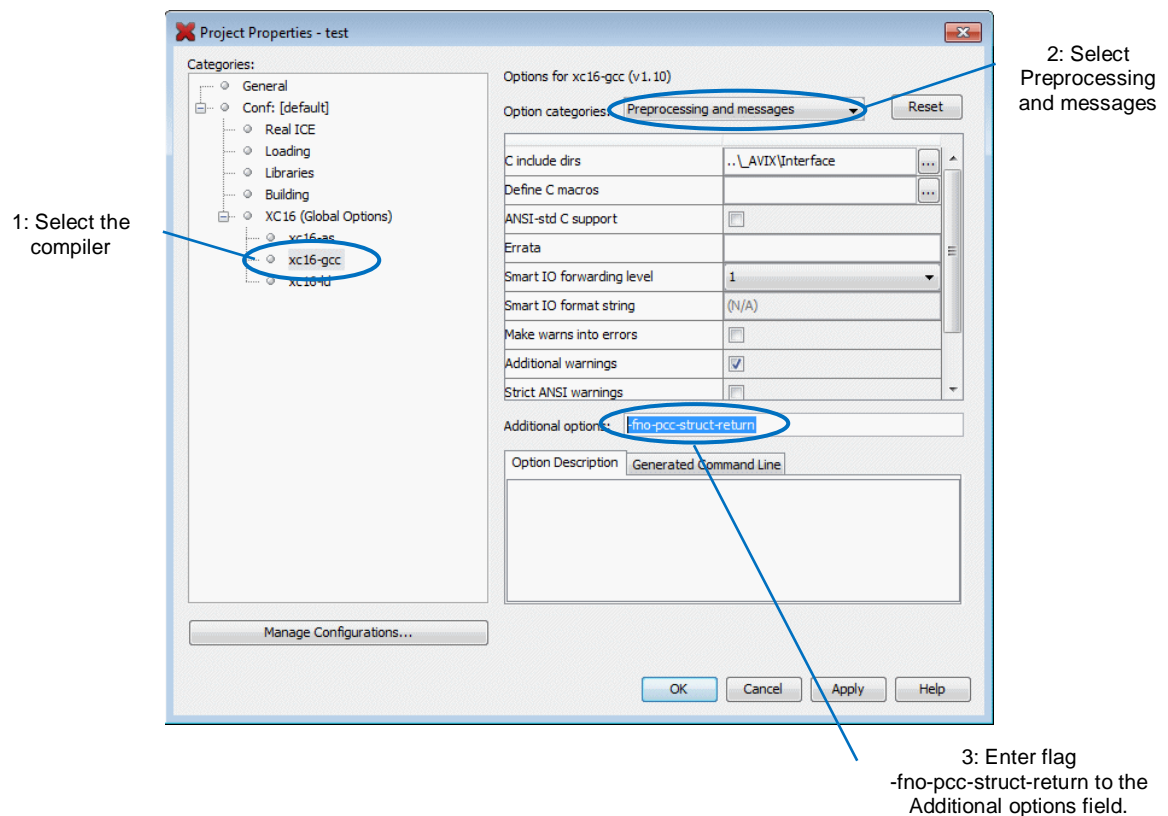 Project Properties - test
2: Select
Preprocessing
and messages
1: Select the
compiler
Categories:
General
Conf: [default]
Real ICE
Loading
Libraries
Building
XC16 (Global Options)
xc16-as
xc16-gcc
xc16-ld
Manage Configurations...
Options for xc16-gcc (v1.10)
Option categories: Preprocessing and messages Reset
C include dirs ..\_AVIX\Interface ...
Define C macros ...
ANSI-std C support
Errata
Smart IO forwarding level 1
Smart IO format string (N/A)
Make warns into errors
Additional warnings
Strict ANSI warnings
Additional options: -fno-pcc-struct-return
Option Description Generated Command Line
OK Cancel Apply Help
3: Enter flag
-fno-pcc-struct-return to the
Additional options field.